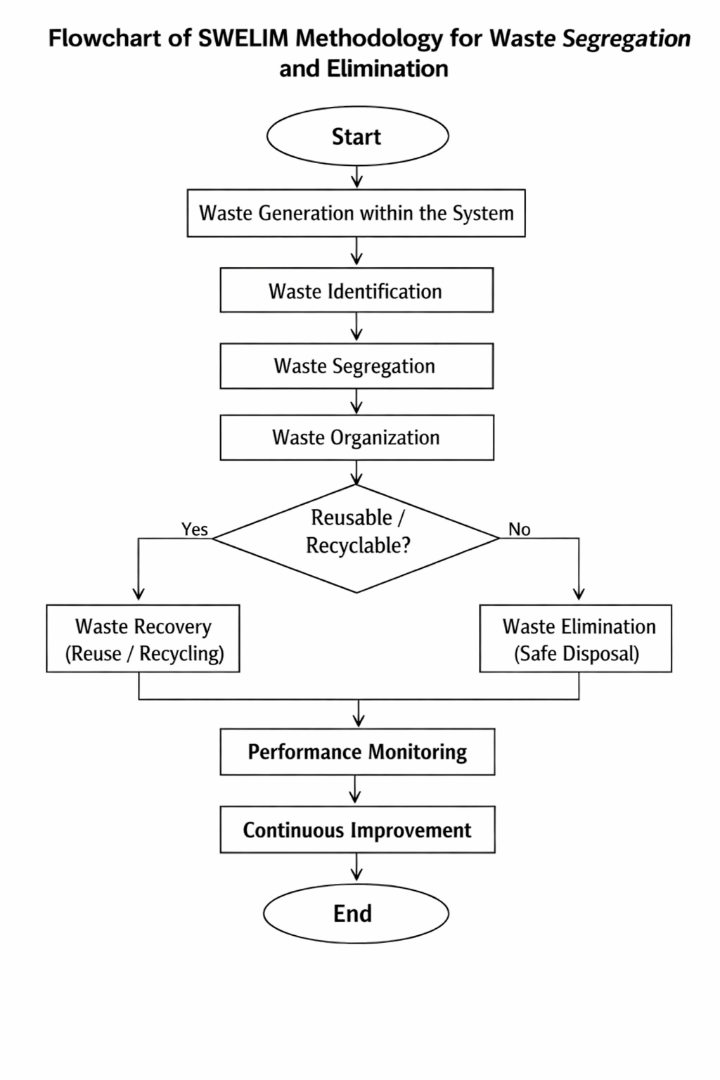 Flowchart of SWELIM Methodology for Waste Segregation
and Elimination
Start
Waste Generation within the System
Waste Identification
Waste Segregation
Waste Organization
Reusable /
Recyclable?
Yes
No
Waste Recovery
(Reuse / Recycling)
Waste Elimination
(Safe Disposal)
Performance Monitoring
Continuous Improvement
End